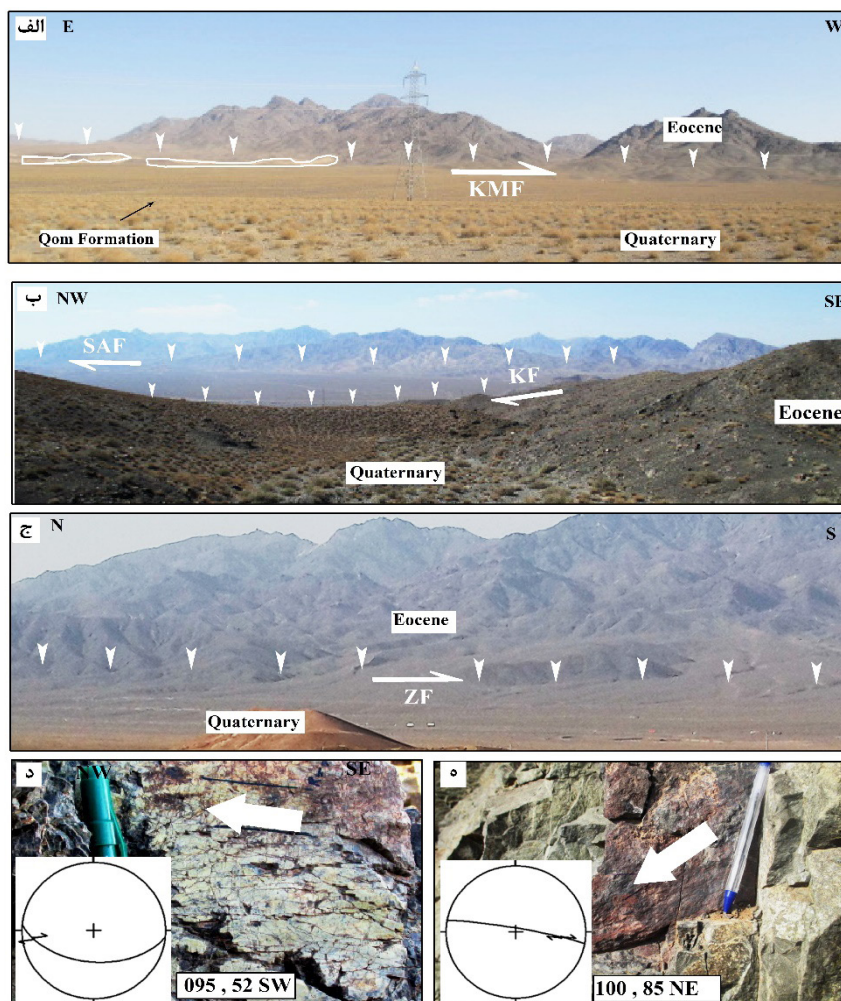 الف E W
Eocene
KMF
Qom Formation
Quaternary
ب NW SE
SAF
KF
Eocene
Quaternary
ج N S
Eocene
ZF
Quaternary
د NW SE
095 , 52 SW
ه
100 , 85 NE